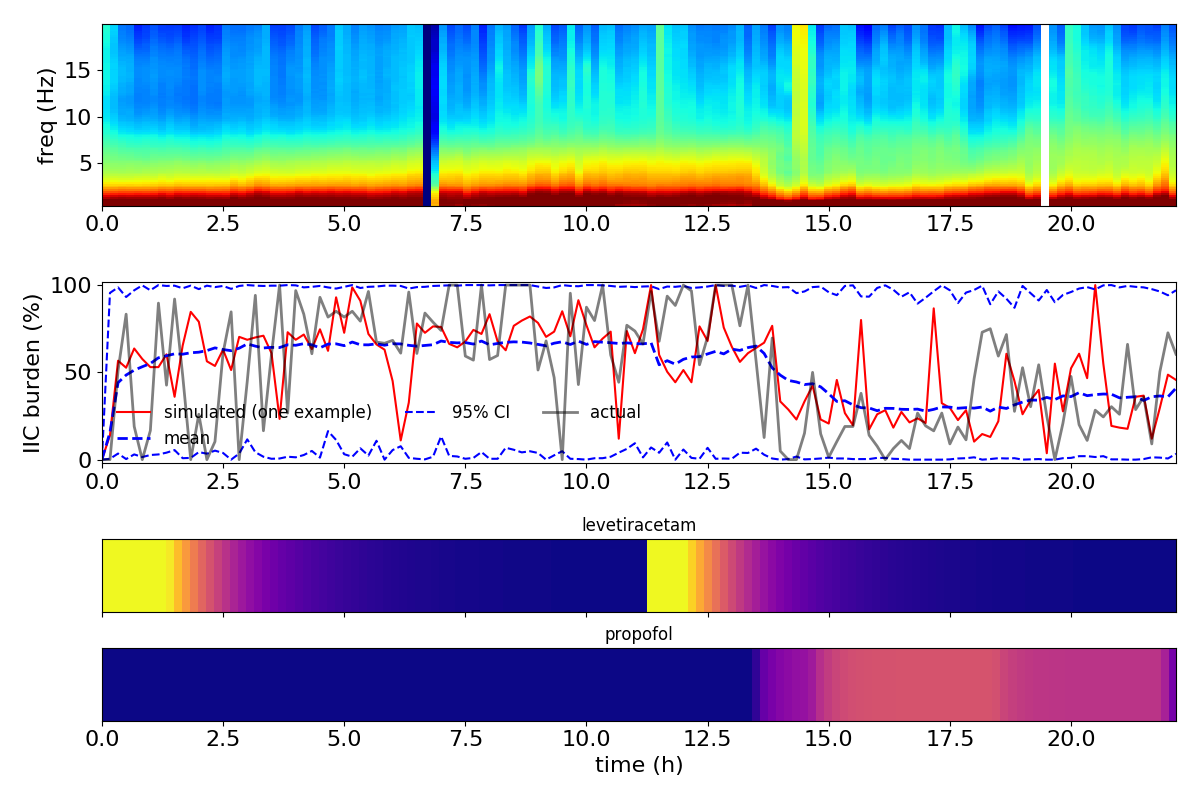 freq (Hz)
15
10
5
0.0 2.5 5.0 7.5 10.0 12.5 15.0 17.5 20.0
IIC burden (%)
100
50
0
simulated (one example) 95% CI actual
mean
0.0 2.5 5.0 7.5 10.0 12.5 15.0 17.5 20.0
levetiracetam
propofol
0.0 2.5 5.0 7.5 10.0 12.5 15.0 17.5 20.0
time (h)